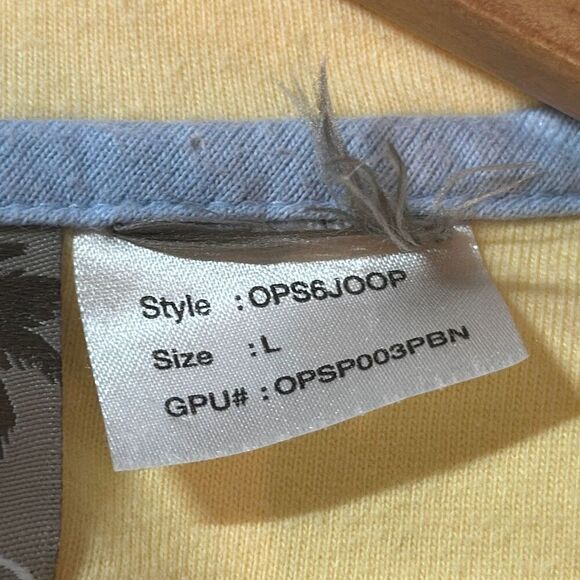 Style : OPS6JOOP
Size : L
GPU# : OPSP003PBN